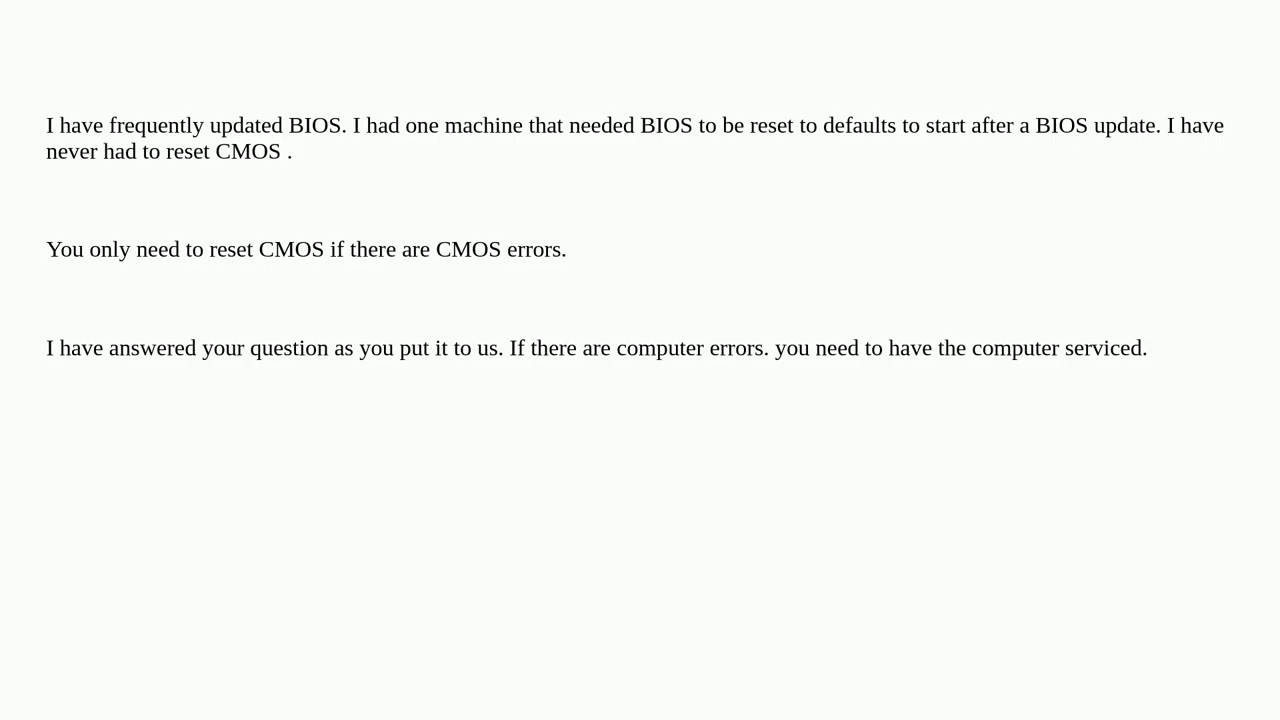 I have frequently updated BIOS. I had one machine that needed BIOS to be reset to defaults to start after a BIOS update. I have
never had to reset CMOS .
You only need to reset CMOS if there are CMOS errors.
I have answered your question as you put it to us. If there are computer errors. you need to have the computer serviced.